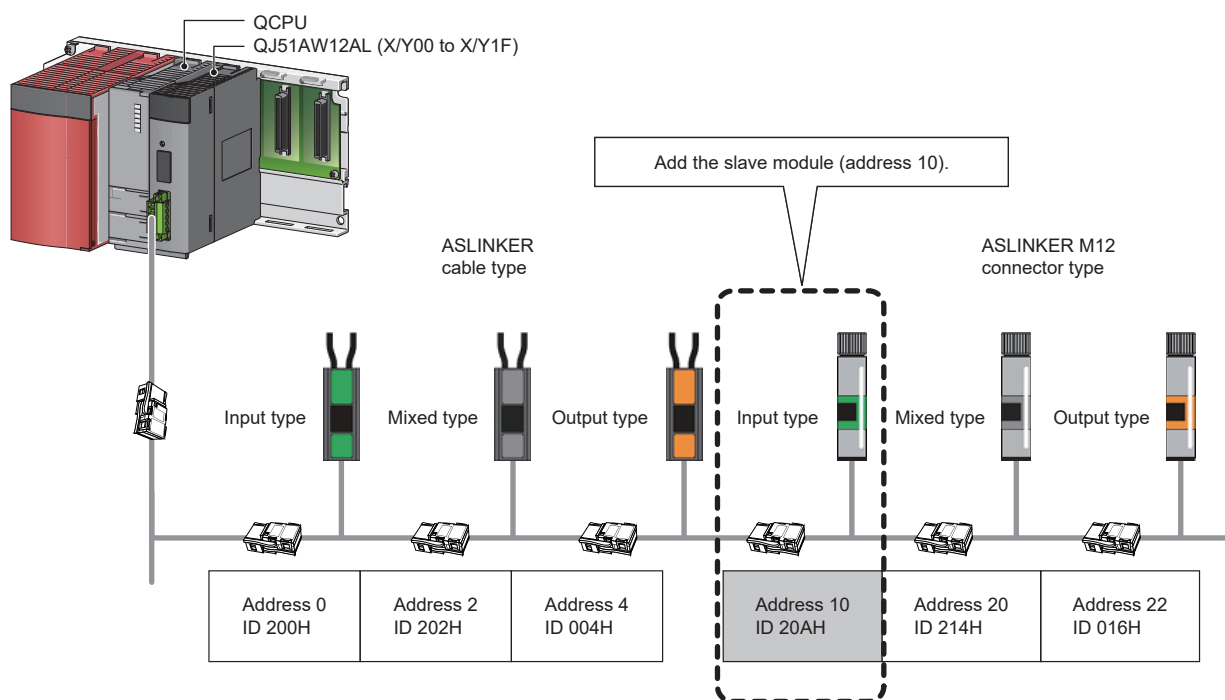 QCPU
QJ51AW12AL (X/Y00 to X/Y1F)
Add the slave module (address 10).
ASLINKER
cable type
ASLINKER M12
connector type
Input type
Mixed type
Output type
Input type
Mixed type
Output type
Address 0
ID 200H
Address 2
ID 202H
Address 4
ID 004H
Address 10
ID 20AH
Address 20
ID 214H
Address 22
ID 016H